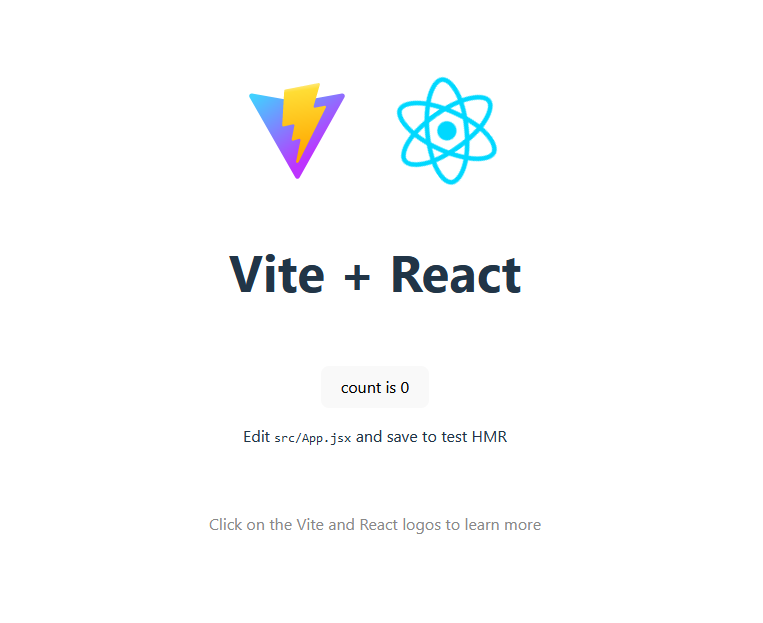 Vite + React
count is 0
Edit src/App.jsx and save to test HMR
Click on the Vite and React logos to learn more